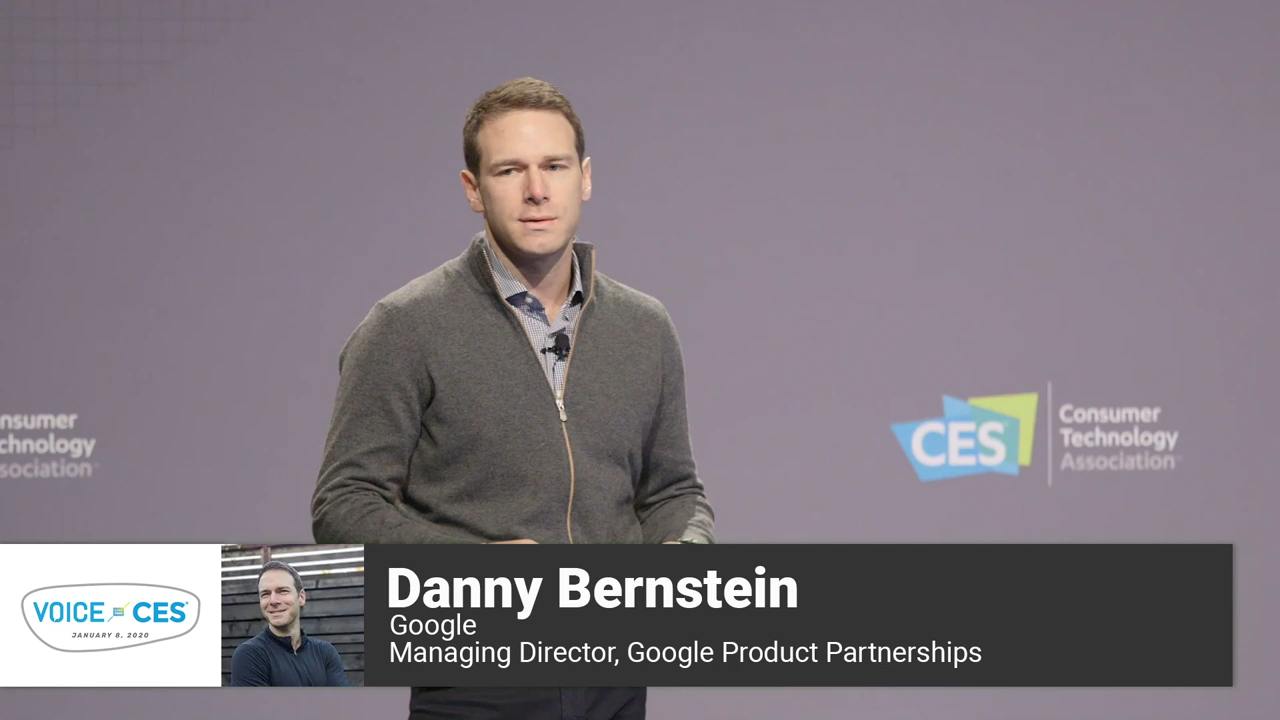 nsumer
chnology
ssociation
CES
Consumer
Technology
Association
VOICE CES
JANUARY 8, 2020
Danny Bernstein
Google
Managing Director, Google Product Partnerships